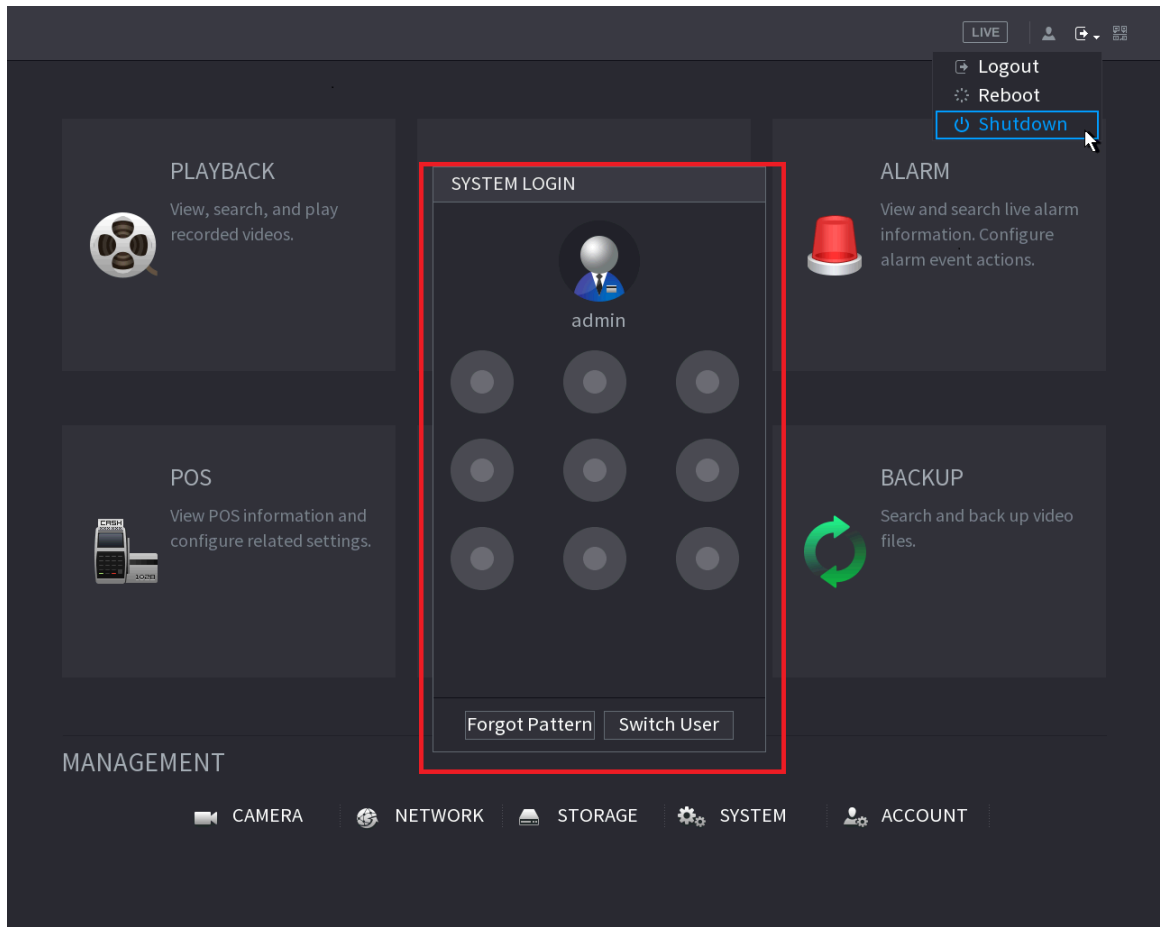 LIVE
Logout
Reboot
Shutdown
PLAYBACK
View, search, and play
recorded videos.
SYSTEM LOGIN
admin
Forgot Pattern
Switch User
ALARM
View and search live alarm
information. Configure
alarm event actions.
POS
CASH
View POS information and
configure related settings.
BACKUP
Search and back up video
files.
MANAGEMENT
CAMERA
NETWORK
STORAGE
SYSTEM
ACCOUNT